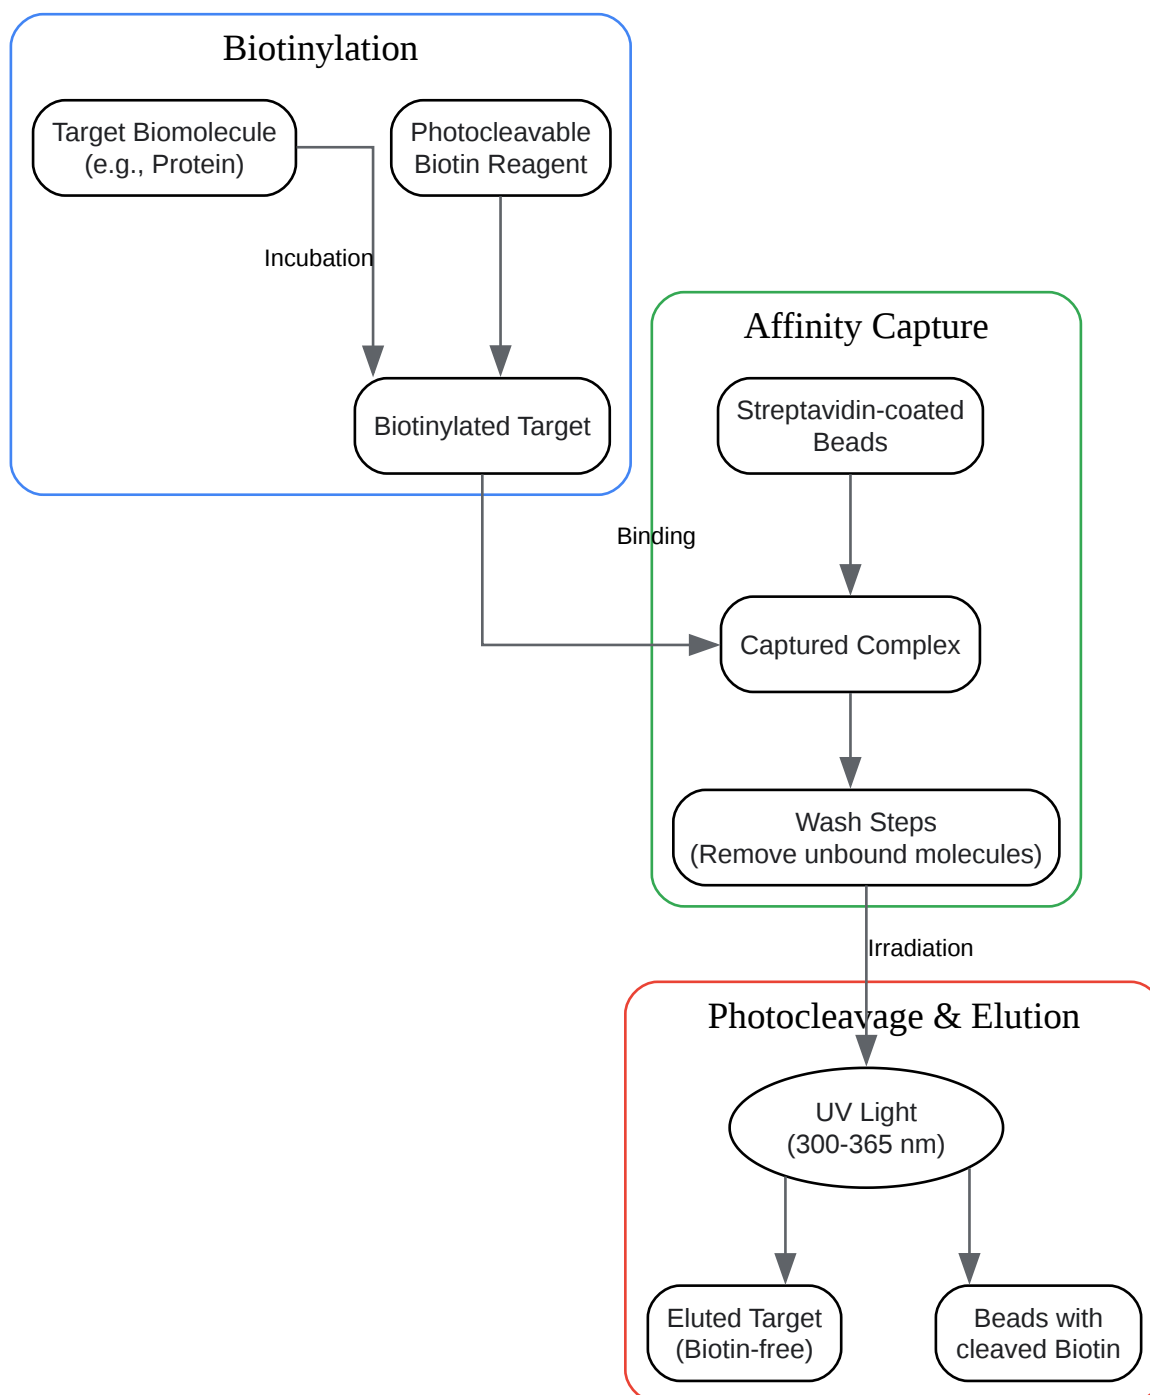 Biotinylation
Target Biomolecule
(e.g., Protein)
Photocleavable
Biotin Reagent
Incubation
Biotinylated Target
Affinity Capture
Streptavidin-coated
Beads
Binding
Captured Complex
Wash Steps
(Remove unbound molecules)
Irradiation
Photocleavage & Elution
UV Light
(300-365 nm)
Eluted Target
(Biotin-free)
Beads with
cleaved Biotin